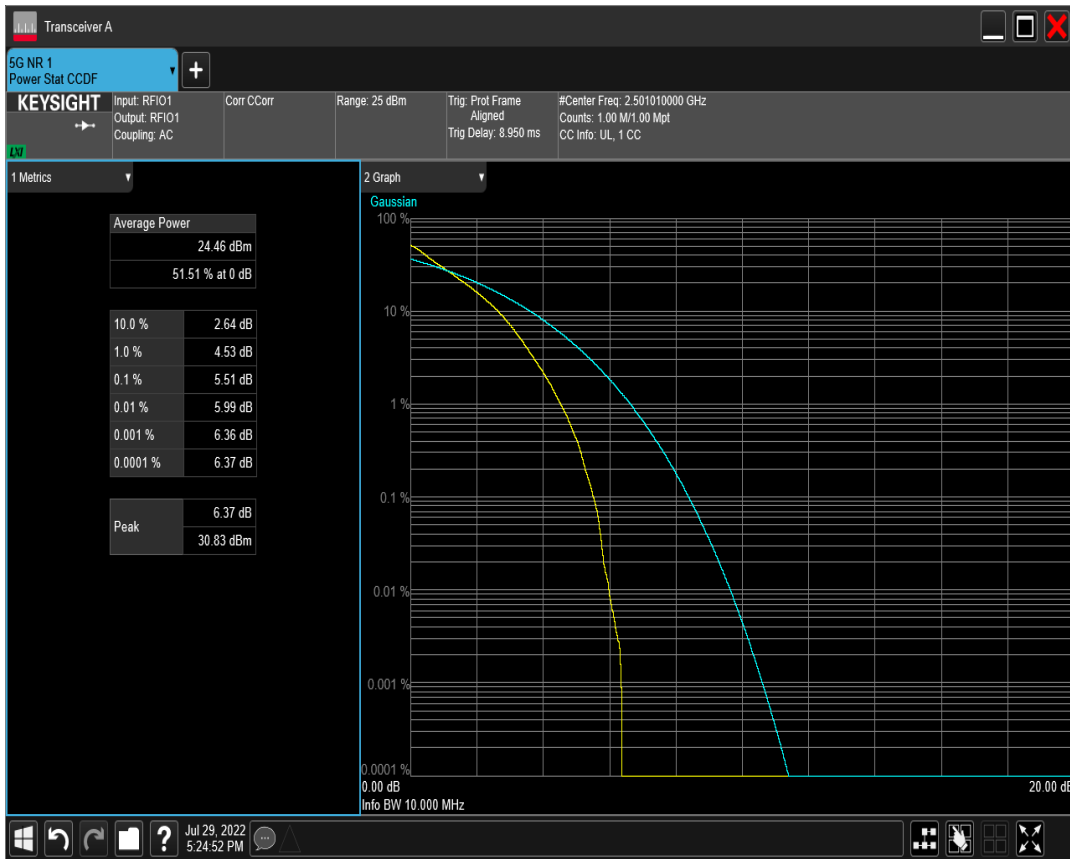 Transceiver A
5G NR 1
Power Stat CCDF
+
KEYSIGHT
LXI
Input: RFIO1
Output: RFIO1
Coupling: AC
Corr CCorr
Range: 25 dBm
Trig: Prot Frame
Aligned
Trig Delay: 8.950 ms
#Center Freq: 2.501010000 GHz
Counts: 1.00 M/1.00 Mpt
CC Info: UL, 1 CC
1 Metrics
Average Power
24.46 dBm
51.51 % at 0 dB
10.0 % 2.64 dB
1.0 % 4.53 dB
0.1 % 5.51 dB
0.01 % 5.99 dB
0.001 % 6.36 dB
0.0001 % 6.37 dB
Peak
6.37 dB
30.83 dBm
2 Graph
Gaussian
100 %
10 %
1 %
0.1 %
0.01 %
0.001 %
0.0001 %
0.00 dB 20.00 dB
Info BW 10.000 MHz
?
Jul 29, 2022
5:24:52 PM